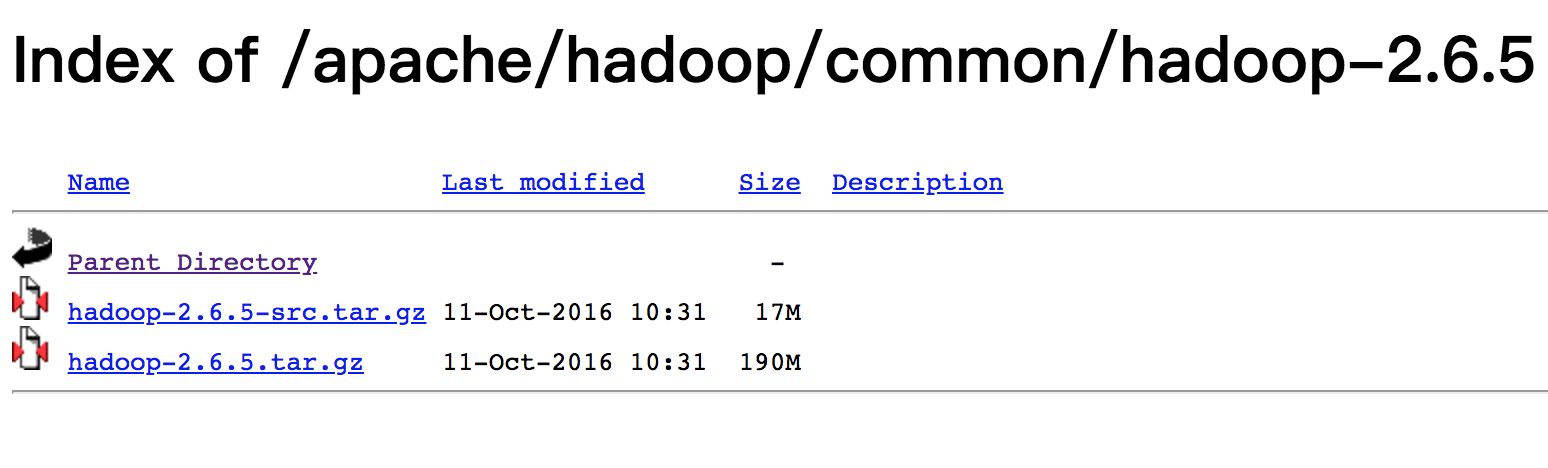 Index of /apache/hadoop/common/hadoop-2.6.5
Name Last modified Size Description
Parent Directory -
hadoop-2.6.5-src.tar.gz 11-Oct-2016 10:31 17M
hadoop-2.6.5.tar.gz 11-Oct-2016 10:31 190M